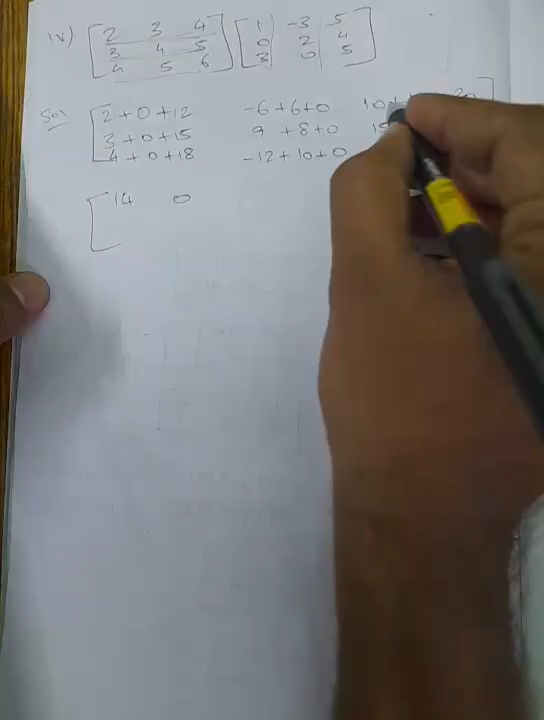 iv) [ 2 3 4 ] [ 1 -3 5 ]
3 4 5 0 2 4
4 5 6 3 0 5
Sol [ 2+0+12 -6+6+0 10+ 20 ]
3+0+15 9+8+0
4+0+18 -12+10+0
[ 14 0